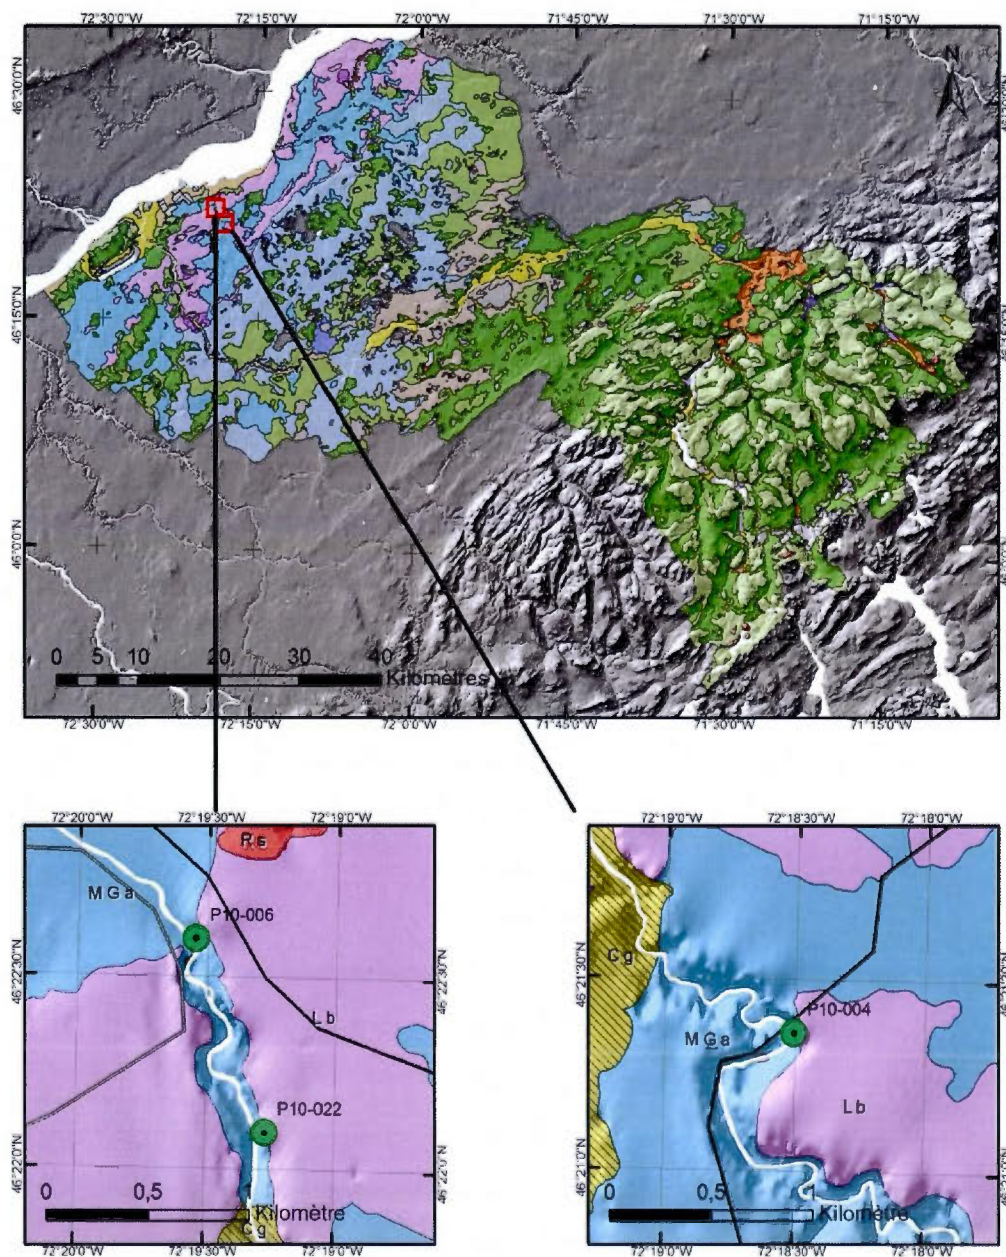 72°30'0"W 72°15'0"W 72°0'0"W 71°45'0"W 71°30'0"W 71°15'0"W
N
46°30'0"N
46°15'0"N
46°0'0"N
0 5 10 20 30 40
Kilomètres
72°30'0"W 72°15'0"W 72°0'0"W 71°45'0"W 71°30'0"W 71°15'0"W
72°20'0"W 72°19'30"W 72°19'0"W
Rs
MGa
P10-006
46°22'30"N 46°22'30"N
Lb
P10-022
46°22'0"N 46°22'0"N
0 0,5 1
Kilomètre
Cg
72°20'0"W 72°19'30"W 72°19'0"W
72°19'0"W 72°18'30"W 72°18'0"W
Cg
46°21'30"N
P10-004
MGa
Lb
46°21'0"N
0 0,5 1
Kilomètre
72°19'0"W 72°18'30"W 72°18'0"W